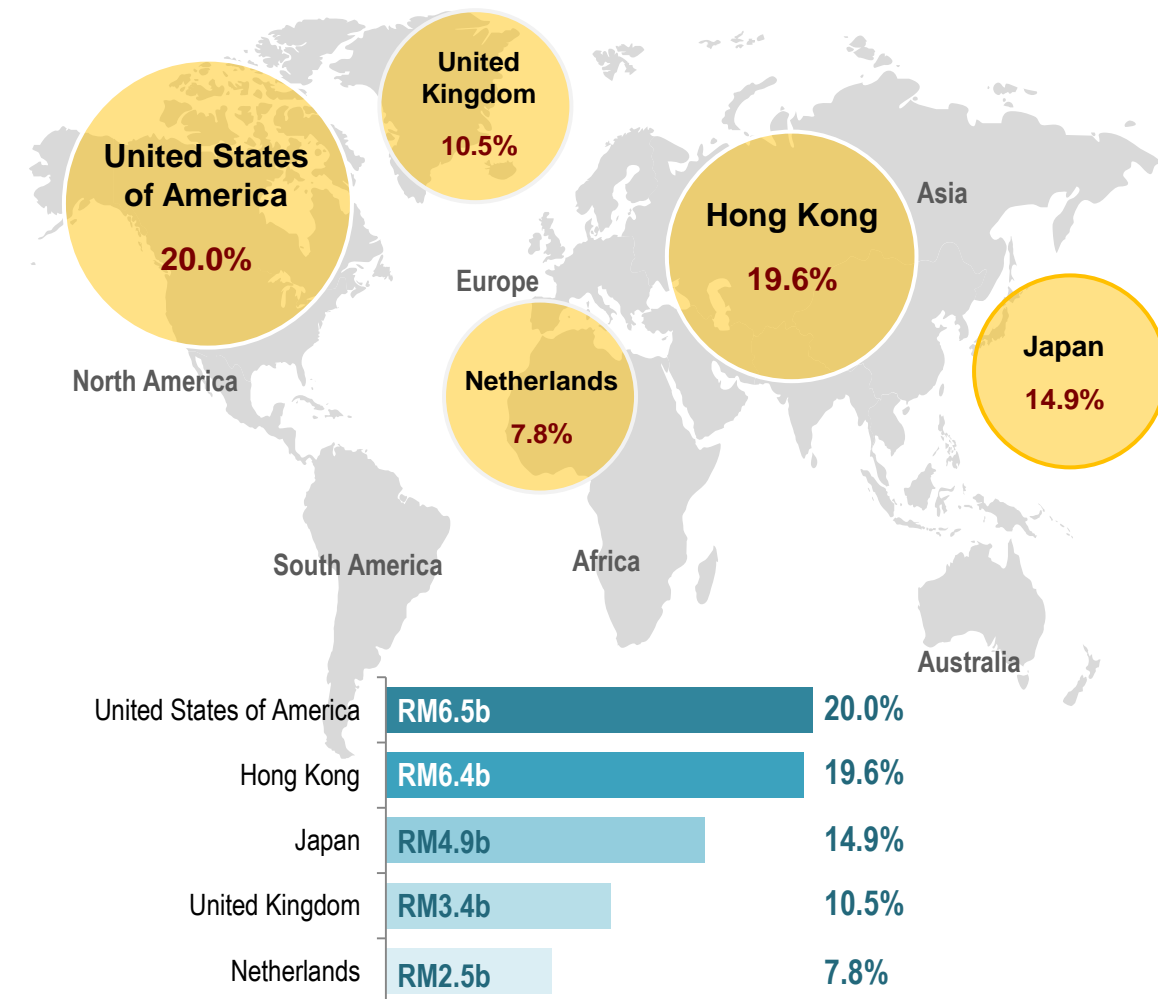 United
Kingdom
10.5%
United States
of America
20.0%
Hong Kong
19.6%
Asia
Europe
Japan
14.9%
North America
Netherlands
7.8%
South America
Africa
Australia
United States of America RM6.5b 20.0%
Hong Kong RM6.4b 19.6%
Japan RM4.9b 14.9%
United Kingdom RM3.4b 10.5%
Netherlands RM2.5b 7.8%